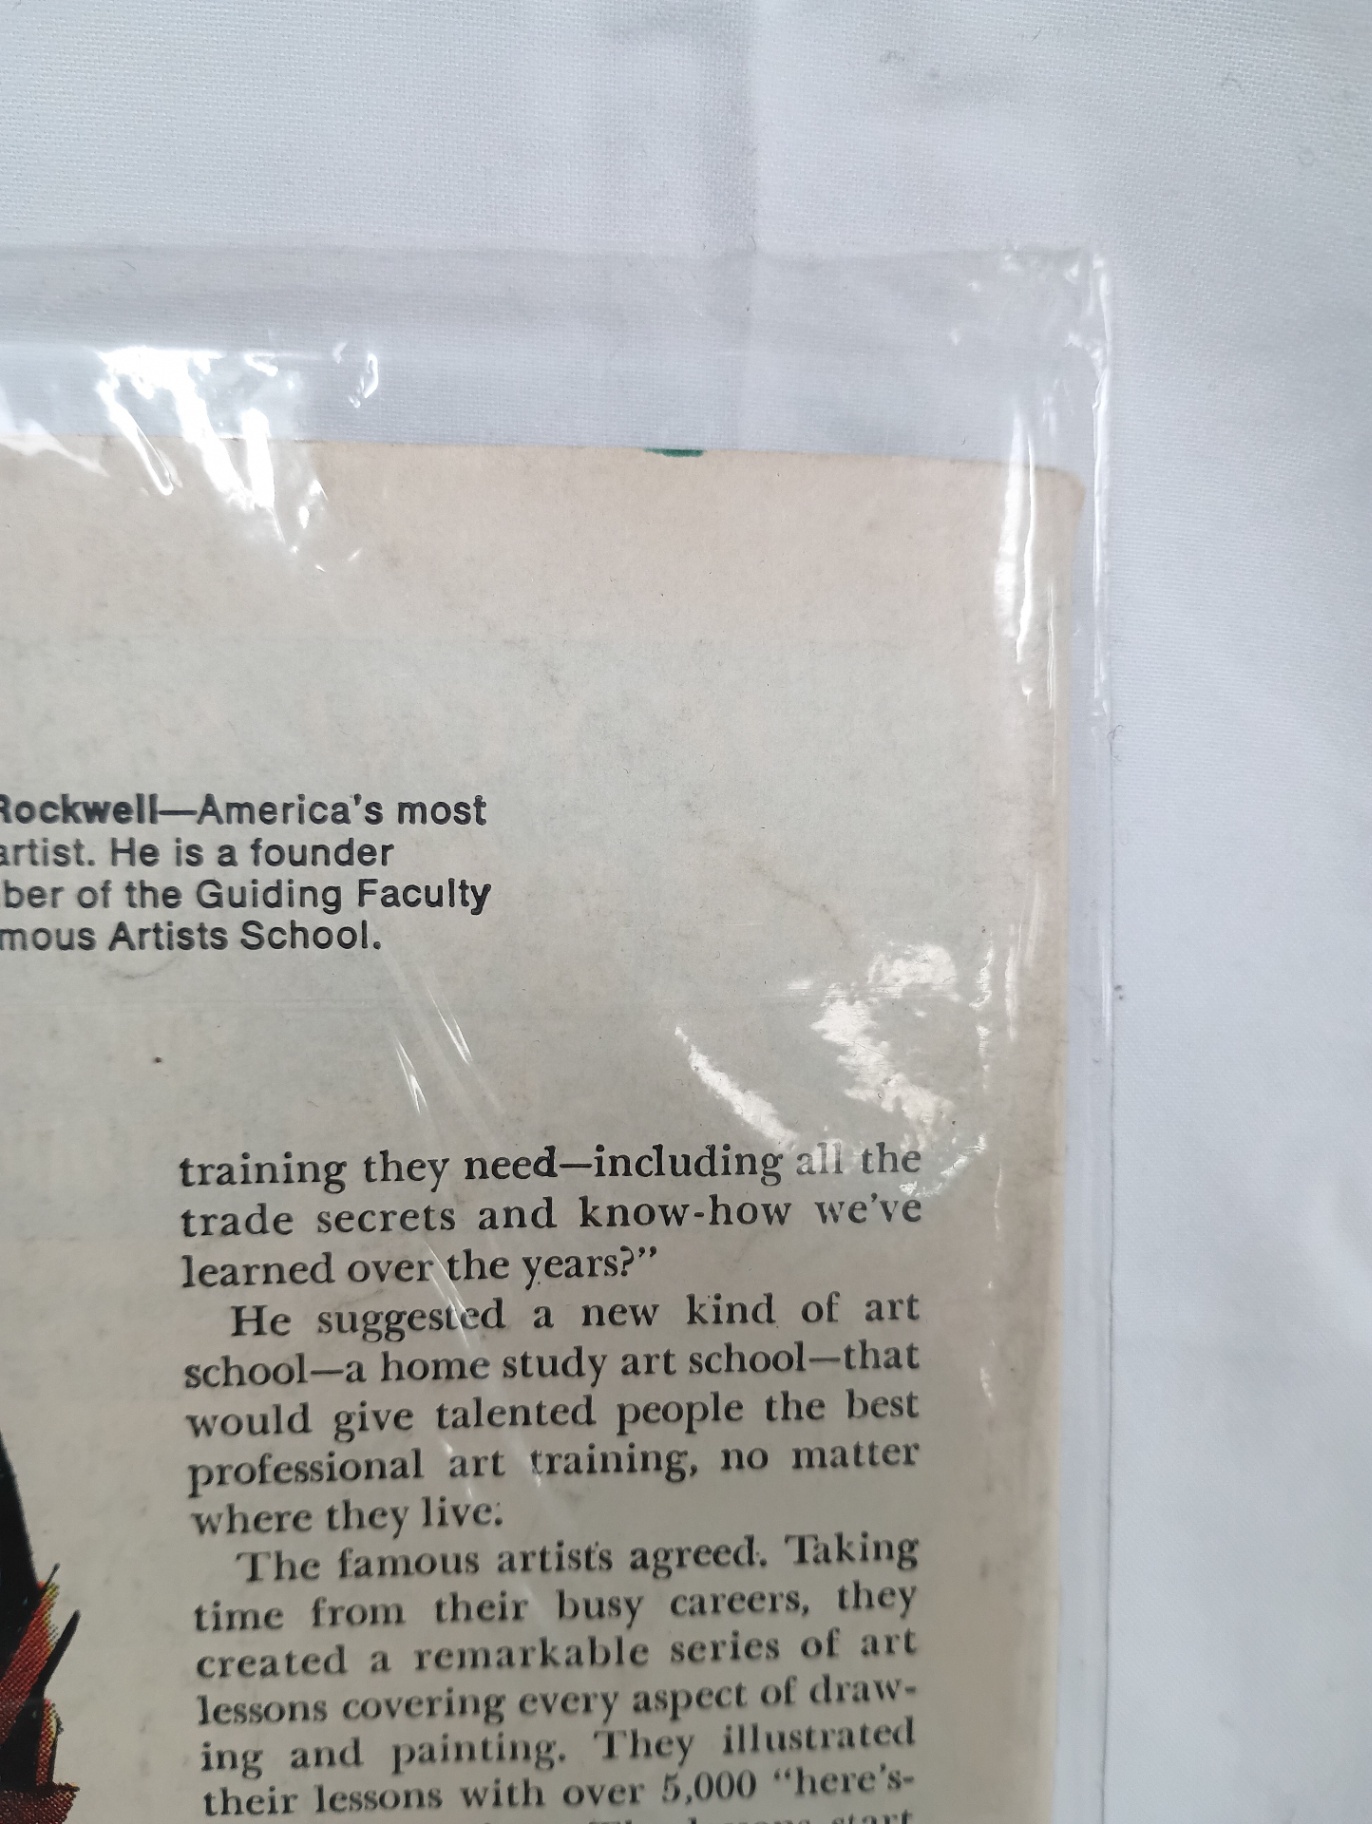 Rockwell—America's most
artist. He is a founder
ber of the Guiding Faculty
mous Artists School.
training they need—including all the
trade secrets and know-how we've
learned over the years?”
He suggested a new kind of art
school—a home study art school—that
would give talented people the best
professional art training, no matter
where they live.
The famous artists agreed. Taking
time from their busy careers, they
created a remarkable series of art
lessons covering every aspect of draw-
ing and painting. They illustrated
their lessons with over 5,000 “here's-
start